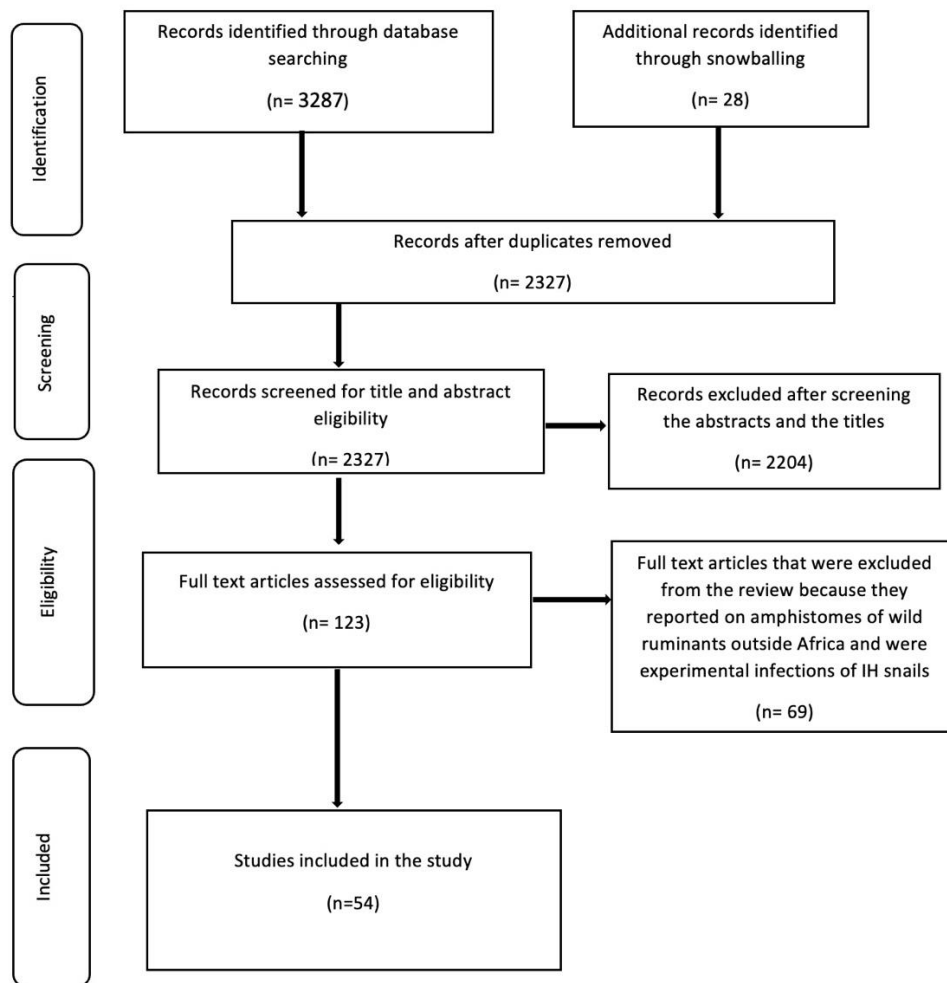 Identification
Records identified through database
searching
(n= 3287)
Additional records identified
through snowballing
(n= 28)
Records after duplicates removed
(n= 2327)
Screening
Records screened for title and abstract
eligibility
(n= 2327)
Records excluded after screening
the abstracts and the titles
(n= 2204)
Eligibility
Full text articles assessed for eligibility
(n= 123)
Full text articles that were excluded
from the review because they
reported on amphistomes of wild
ruminants outside Africa and were
experimental infections of IH snails
(n= 69)
Included
Studies included in the study
(n=54)